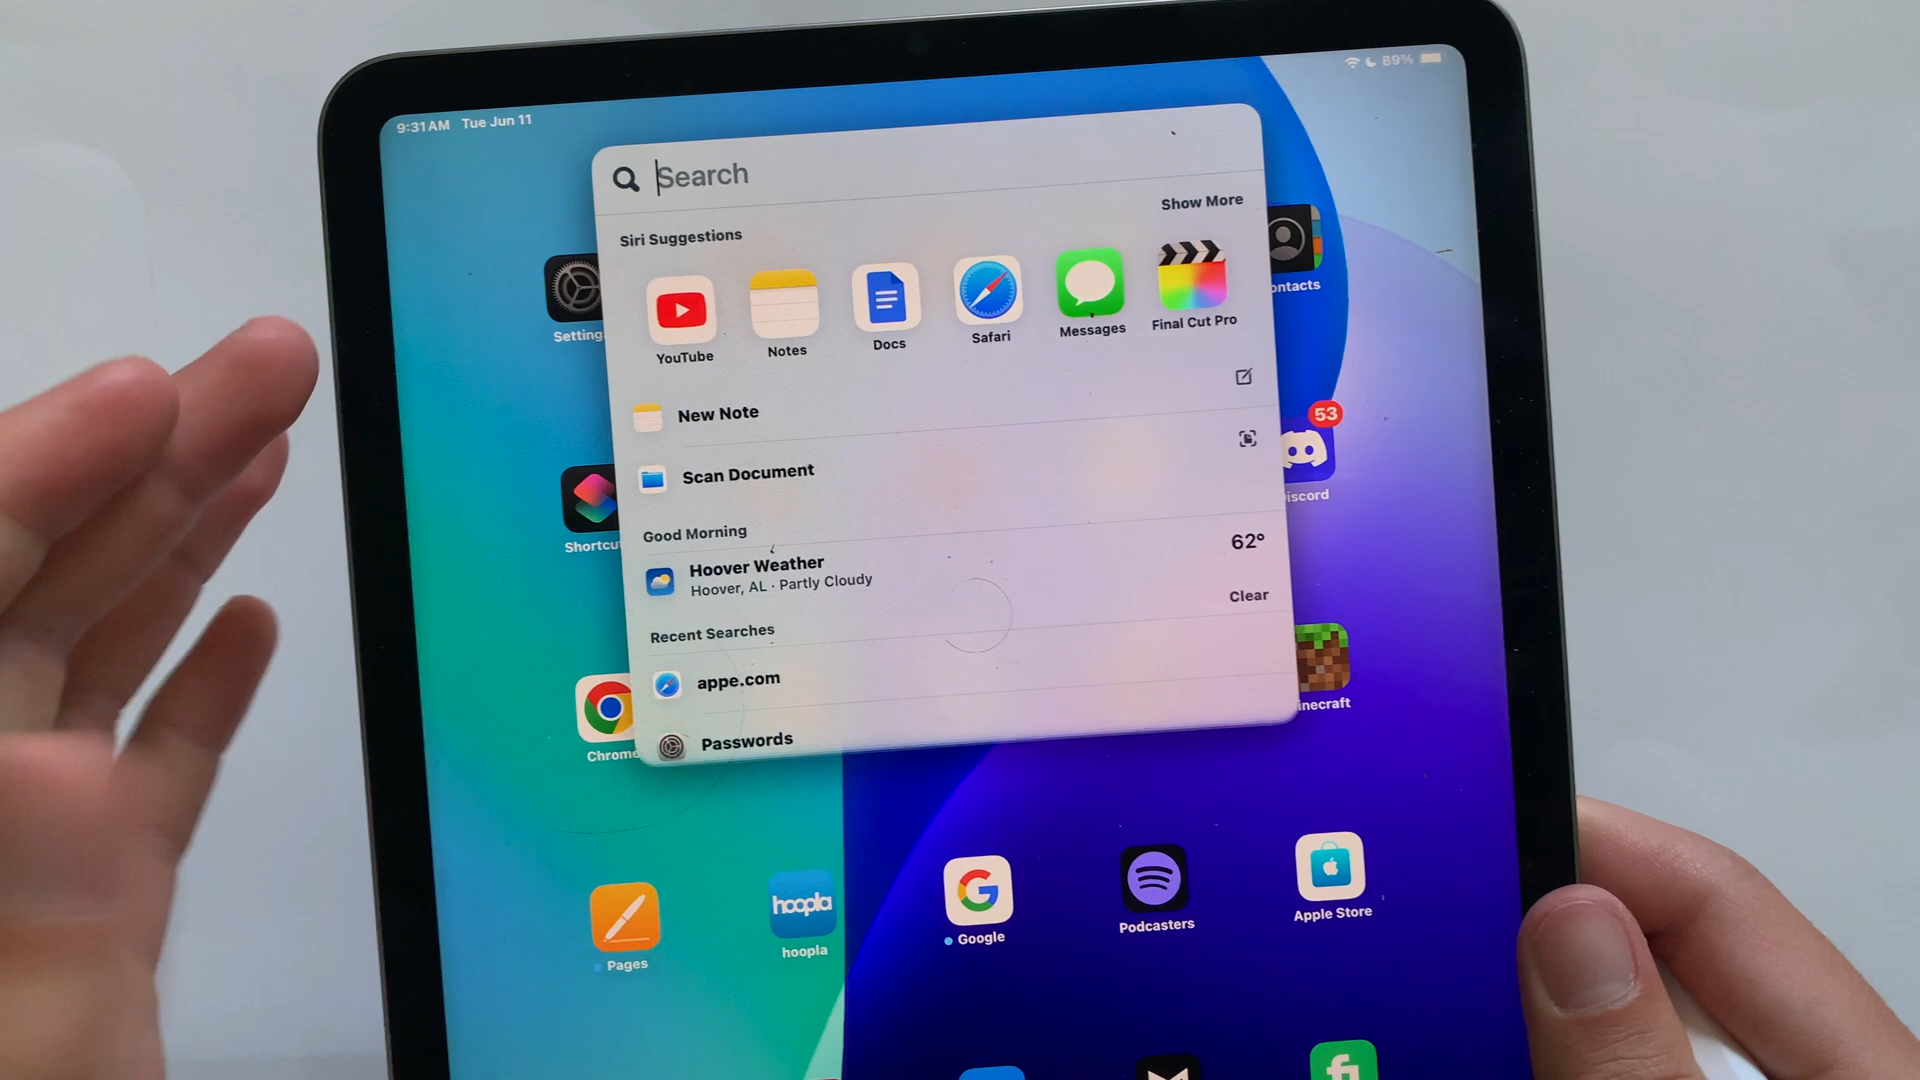 9:31 AM Tue Jun 11
89%
Search
Siri Suggestions
Show More
YouTube
Notes
Docs
Safari
Messages
Final Cut Pro
New Note
Scan Document
Good Morning
Hoover Weather
Hoover, AL · Partly Cloudy
62°
Recent Searches
Clear
appe.com
Passwords
Setting
ontacts
Shortcu
53
iscord
Chrome
inecraft
Pages
hoopla
hoopla
G
Google
Podcasters
Apple Store
fi